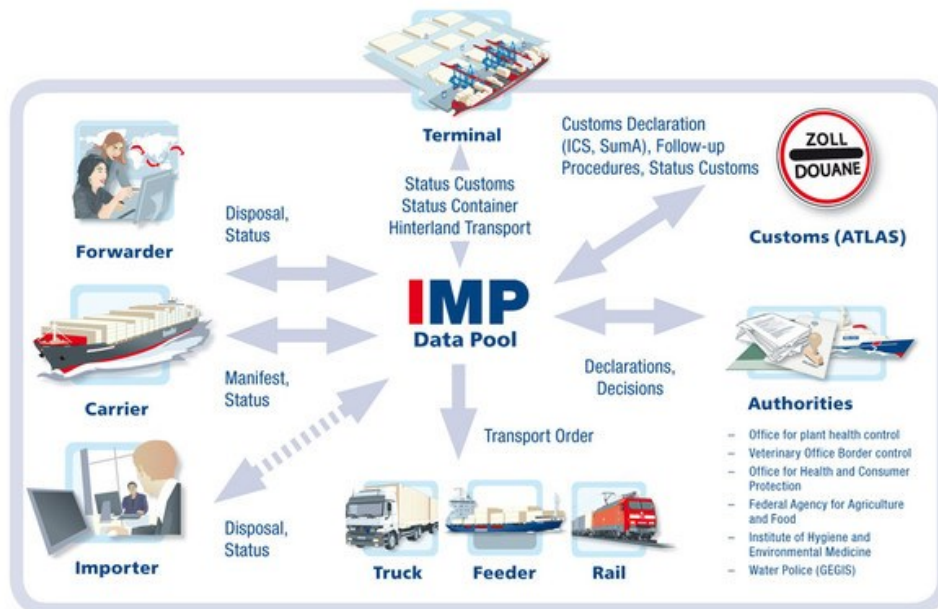 Terminal
Customs Declaration
(ICS, SumA), Follow-up
Procedures, Status Customs
ZOLL
DOUANE
Customs (ATLAS)
Status Customs
Status Container
Hinterland Transport
Disposal,
Status
Forwarder
IMP
Data Pool
Manifest,
Status
Carrier
Declarations,
Decisions
Authorities
– Office for plant health control
– Veterinary Office Border control
– Office for Health and Consumer
Protection
– Federal Agency for Agriculture
and Food
– Institute of Hygiene and
Environmental Medicine
– Water Police (GEGIS)
Transport Order
Disposal,
Status
Importer
Truck
Feeder
Rail